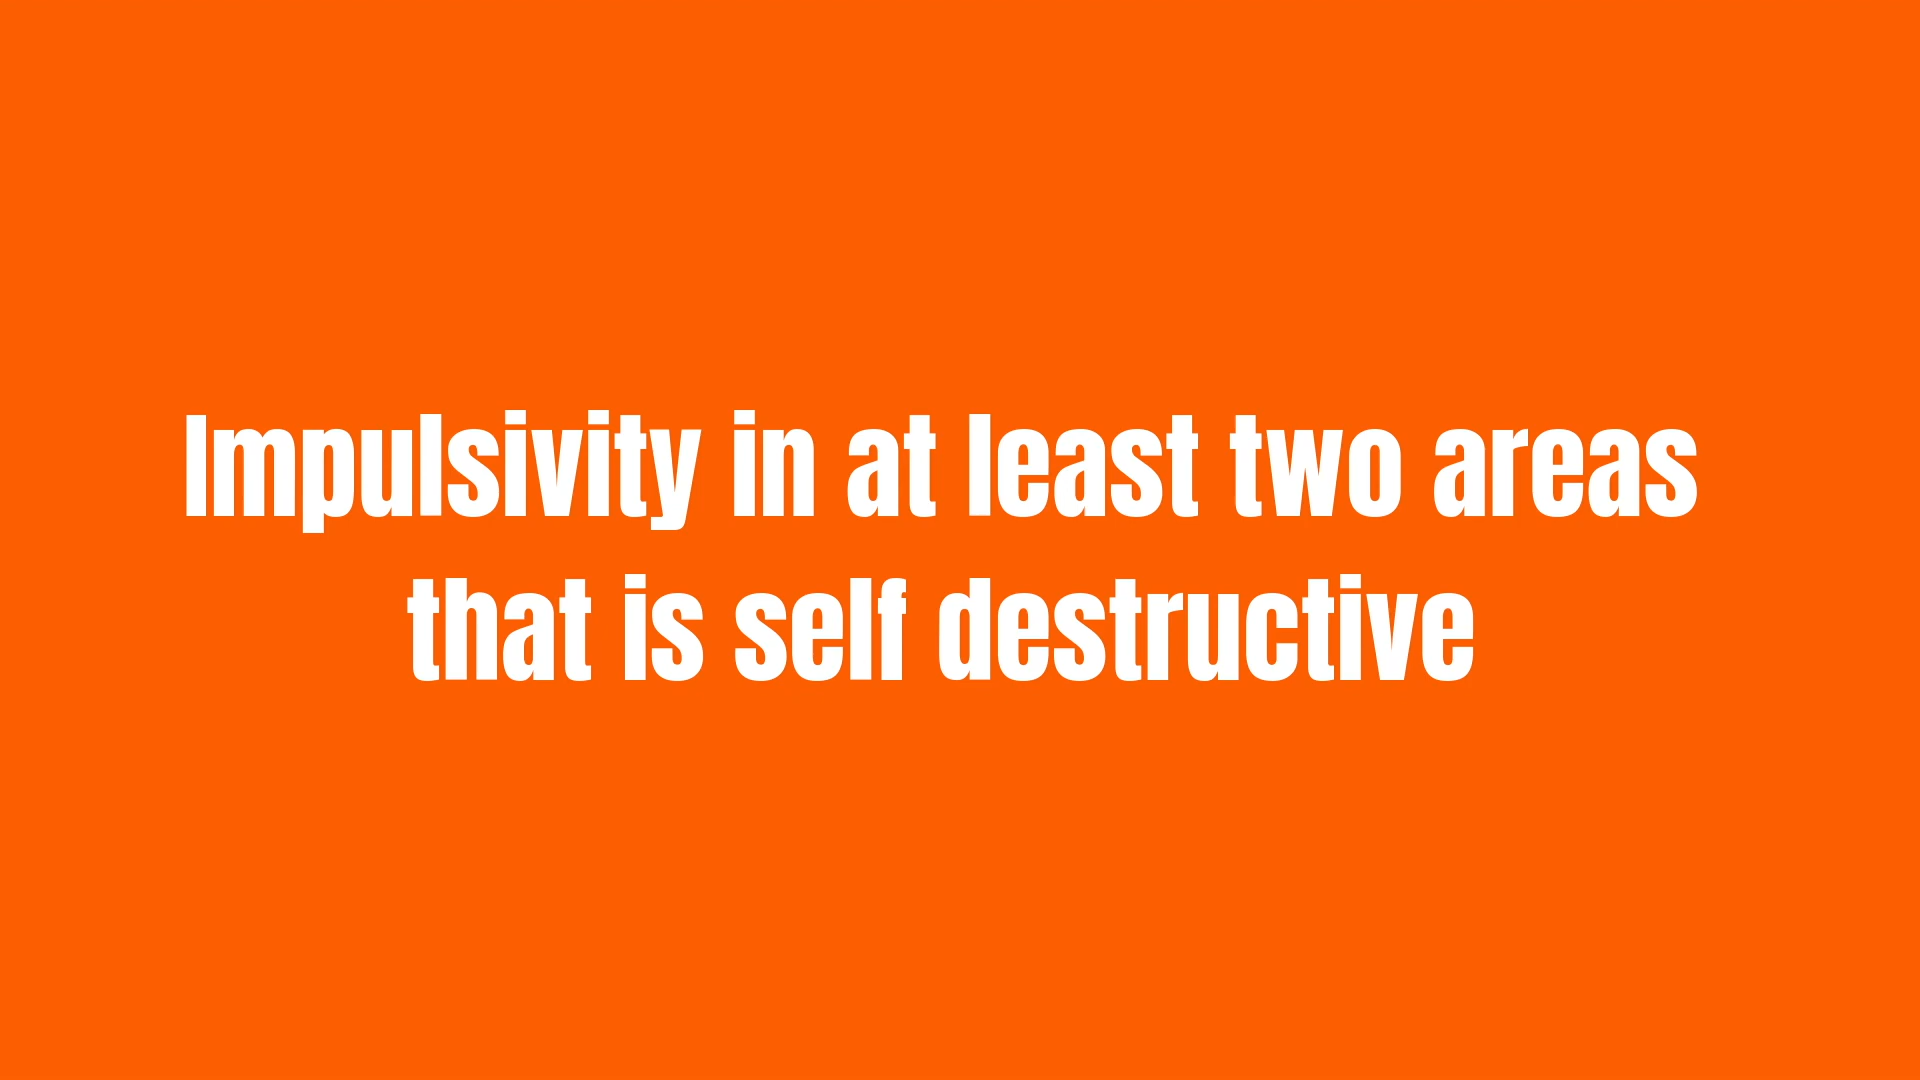 Impulsivity in at least two areas
that is self destructive